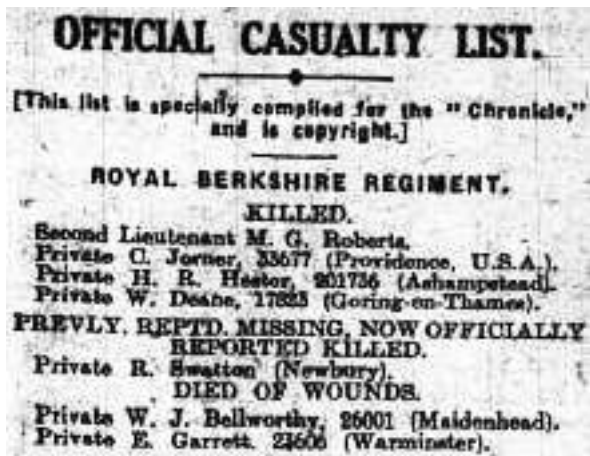 OFFICIAL CASUALTY LIST.
[This list is specially compiled for the "Chronicle,"
and is copyright.]
ROYAL BERKSHIRE REGIMENT.
KILLED.
Second Lieutenant M. G. Roberts.
Private C. Jerner, 33677 (Providence, U.S.A.).
Private H. R. Hester, 201736 (Ashampstead).
Private W. Deane, 17823 (Goring-on-Thames).
PREVLY. REPTD. MISSING, NOW OFFICIALLY
REPORTED KILLED.
Private R. Swatton (Newbury).
DIED OF WOUNDS.
Private W. J. Bellworthy, 26001 (Maidenhead).
Private E. Garrett. 23606 (Warminster).